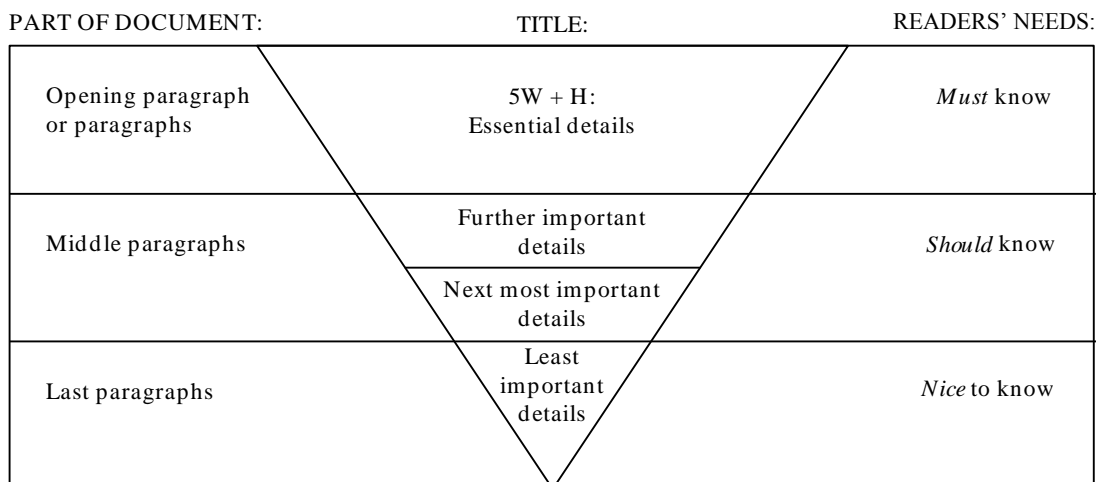 PART OF DOCUMENT:
TITLE:
READERS’ NEEDS:
Opening paragraph
or paragraphs
5W + H:
Essential details
Must know
Middle paragraphs
Further important
details
Next most important
details
Should know
Last paragraphs
Least
important
details
Nice to know